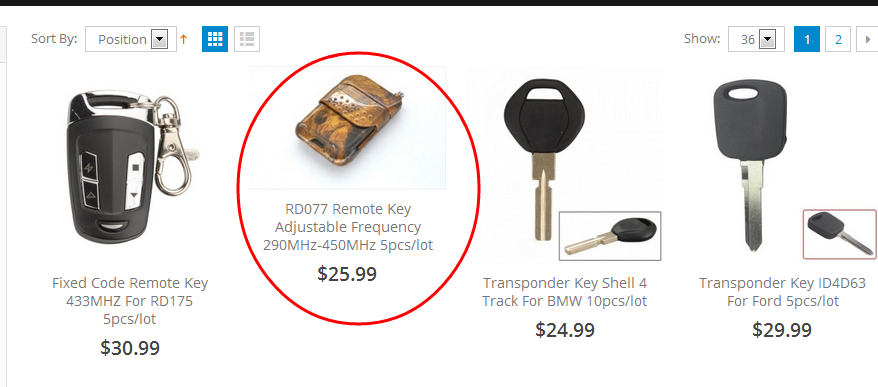 Sort By: Position
Show: 36
1
2
Fixed Code Remote Key
433MHZ For RD175
5pcs/lot
$30.99
RD077 Remote Key
Adjustable Frequency
290MHz-450MHz 5pcs/lot
$25.99
Transponder Key Shell 4
Track For BMW 10pcs/lot
$24.99
Transponder Key ID4D63
For Ford 5pcs/lot
$29.99